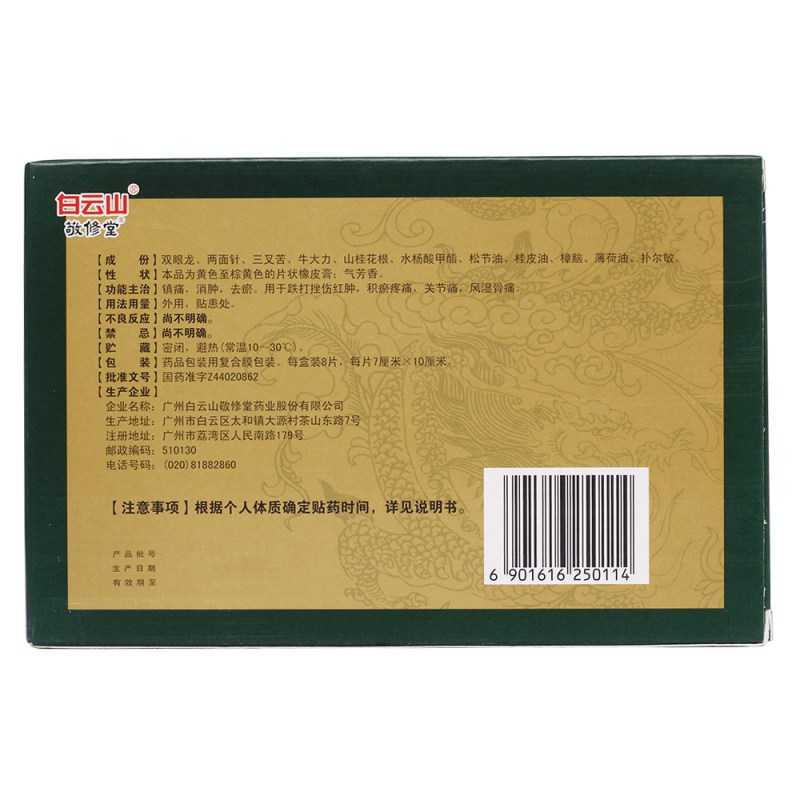 白云山®
敬修堂®
【成　份】双眼龙、两面针、三叉苦、牛大力、山桂花根、水杨酸甲酯、松节油、桂皮油、樟脑、薄荷油、扑尔敏。
【性　状】本品为黄色至棕黄色的片状橡皮膏；气芳香。
【功能主治】镇痛，消肿，去瘀。用于跌打挫伤红肿，积瘀疼痛，关节痛，风湿骨痛。
【用法用量】外用，贴患处。
【不良反应】尚不明确。
【禁　忌】尚不明确。
【贮　藏】密闭，避热(常温10～30℃)。
【包　装】药品包装用复合膜包装。每盒装8片，每片7厘米×10厘米。
【批准文号】国药准字Z44020862
【生产企业】
企业名称：广州白云山敬修堂药业股份有限公司
生产地址：广州市白云区太和镇大源村茶山东路7号
注册地址：广州市荔湾区人民南路179号
邮政编码：510130
电话号码：(020)81882860
【注意事项】根据个人体质确定贴药时间，详见说明书。
产品批号
生产日期
有效期至
6 901616 250114